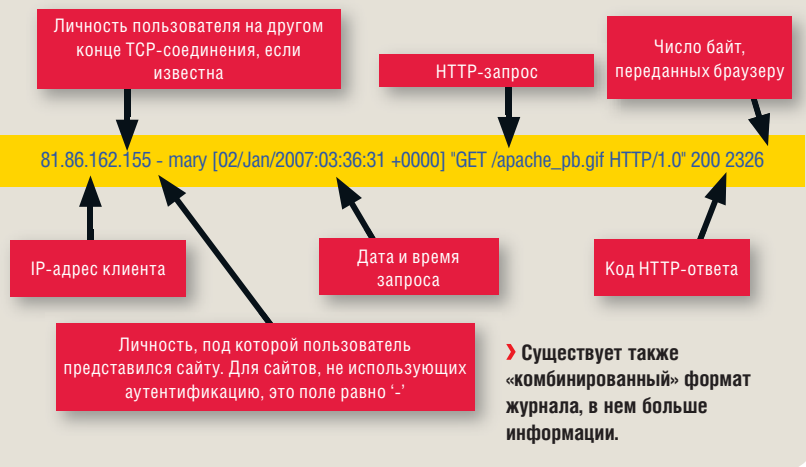 Личность пользователя на другом
конце TCP-соединения, если
известна
HTTP-запрос
Число байт,
переданных браузеру
81.86.162.155 - mary [02/Jan/2007:03:36:31 +0000] "GET /apache_pb.gif HTTP/1.0" 200 2326
IP-адрес клиента
Дата и время
запроса
Код HTTP-ответа
Личность, под которой пользователь
представился сайту. Для сайтов, не использующих
аутентификацию, это поле равно ‘-’
› Существует также
«комбинированный» формат
журнала, в нем больше
информации.